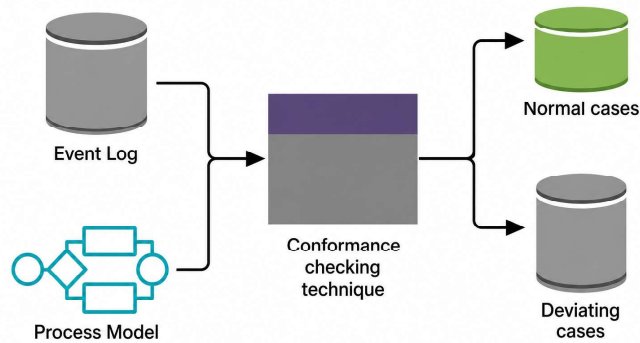 Event Log
Process Model
Conformance
checking
technique
Normal cases
Deviating
cases